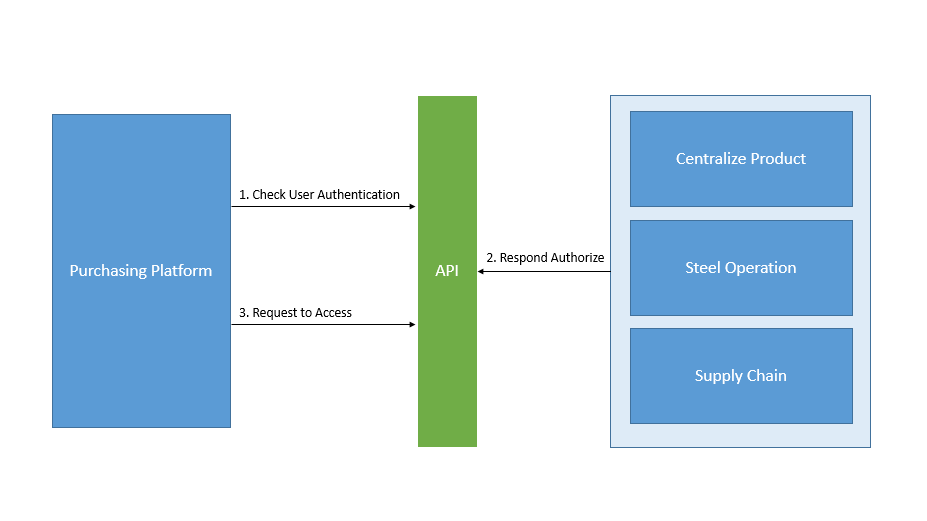 Purchasing Platform
1. Check User Authentication
3. Request to Access
API
2. Respond Authorize
Centralize Product
Steel Operation
Supply Chain